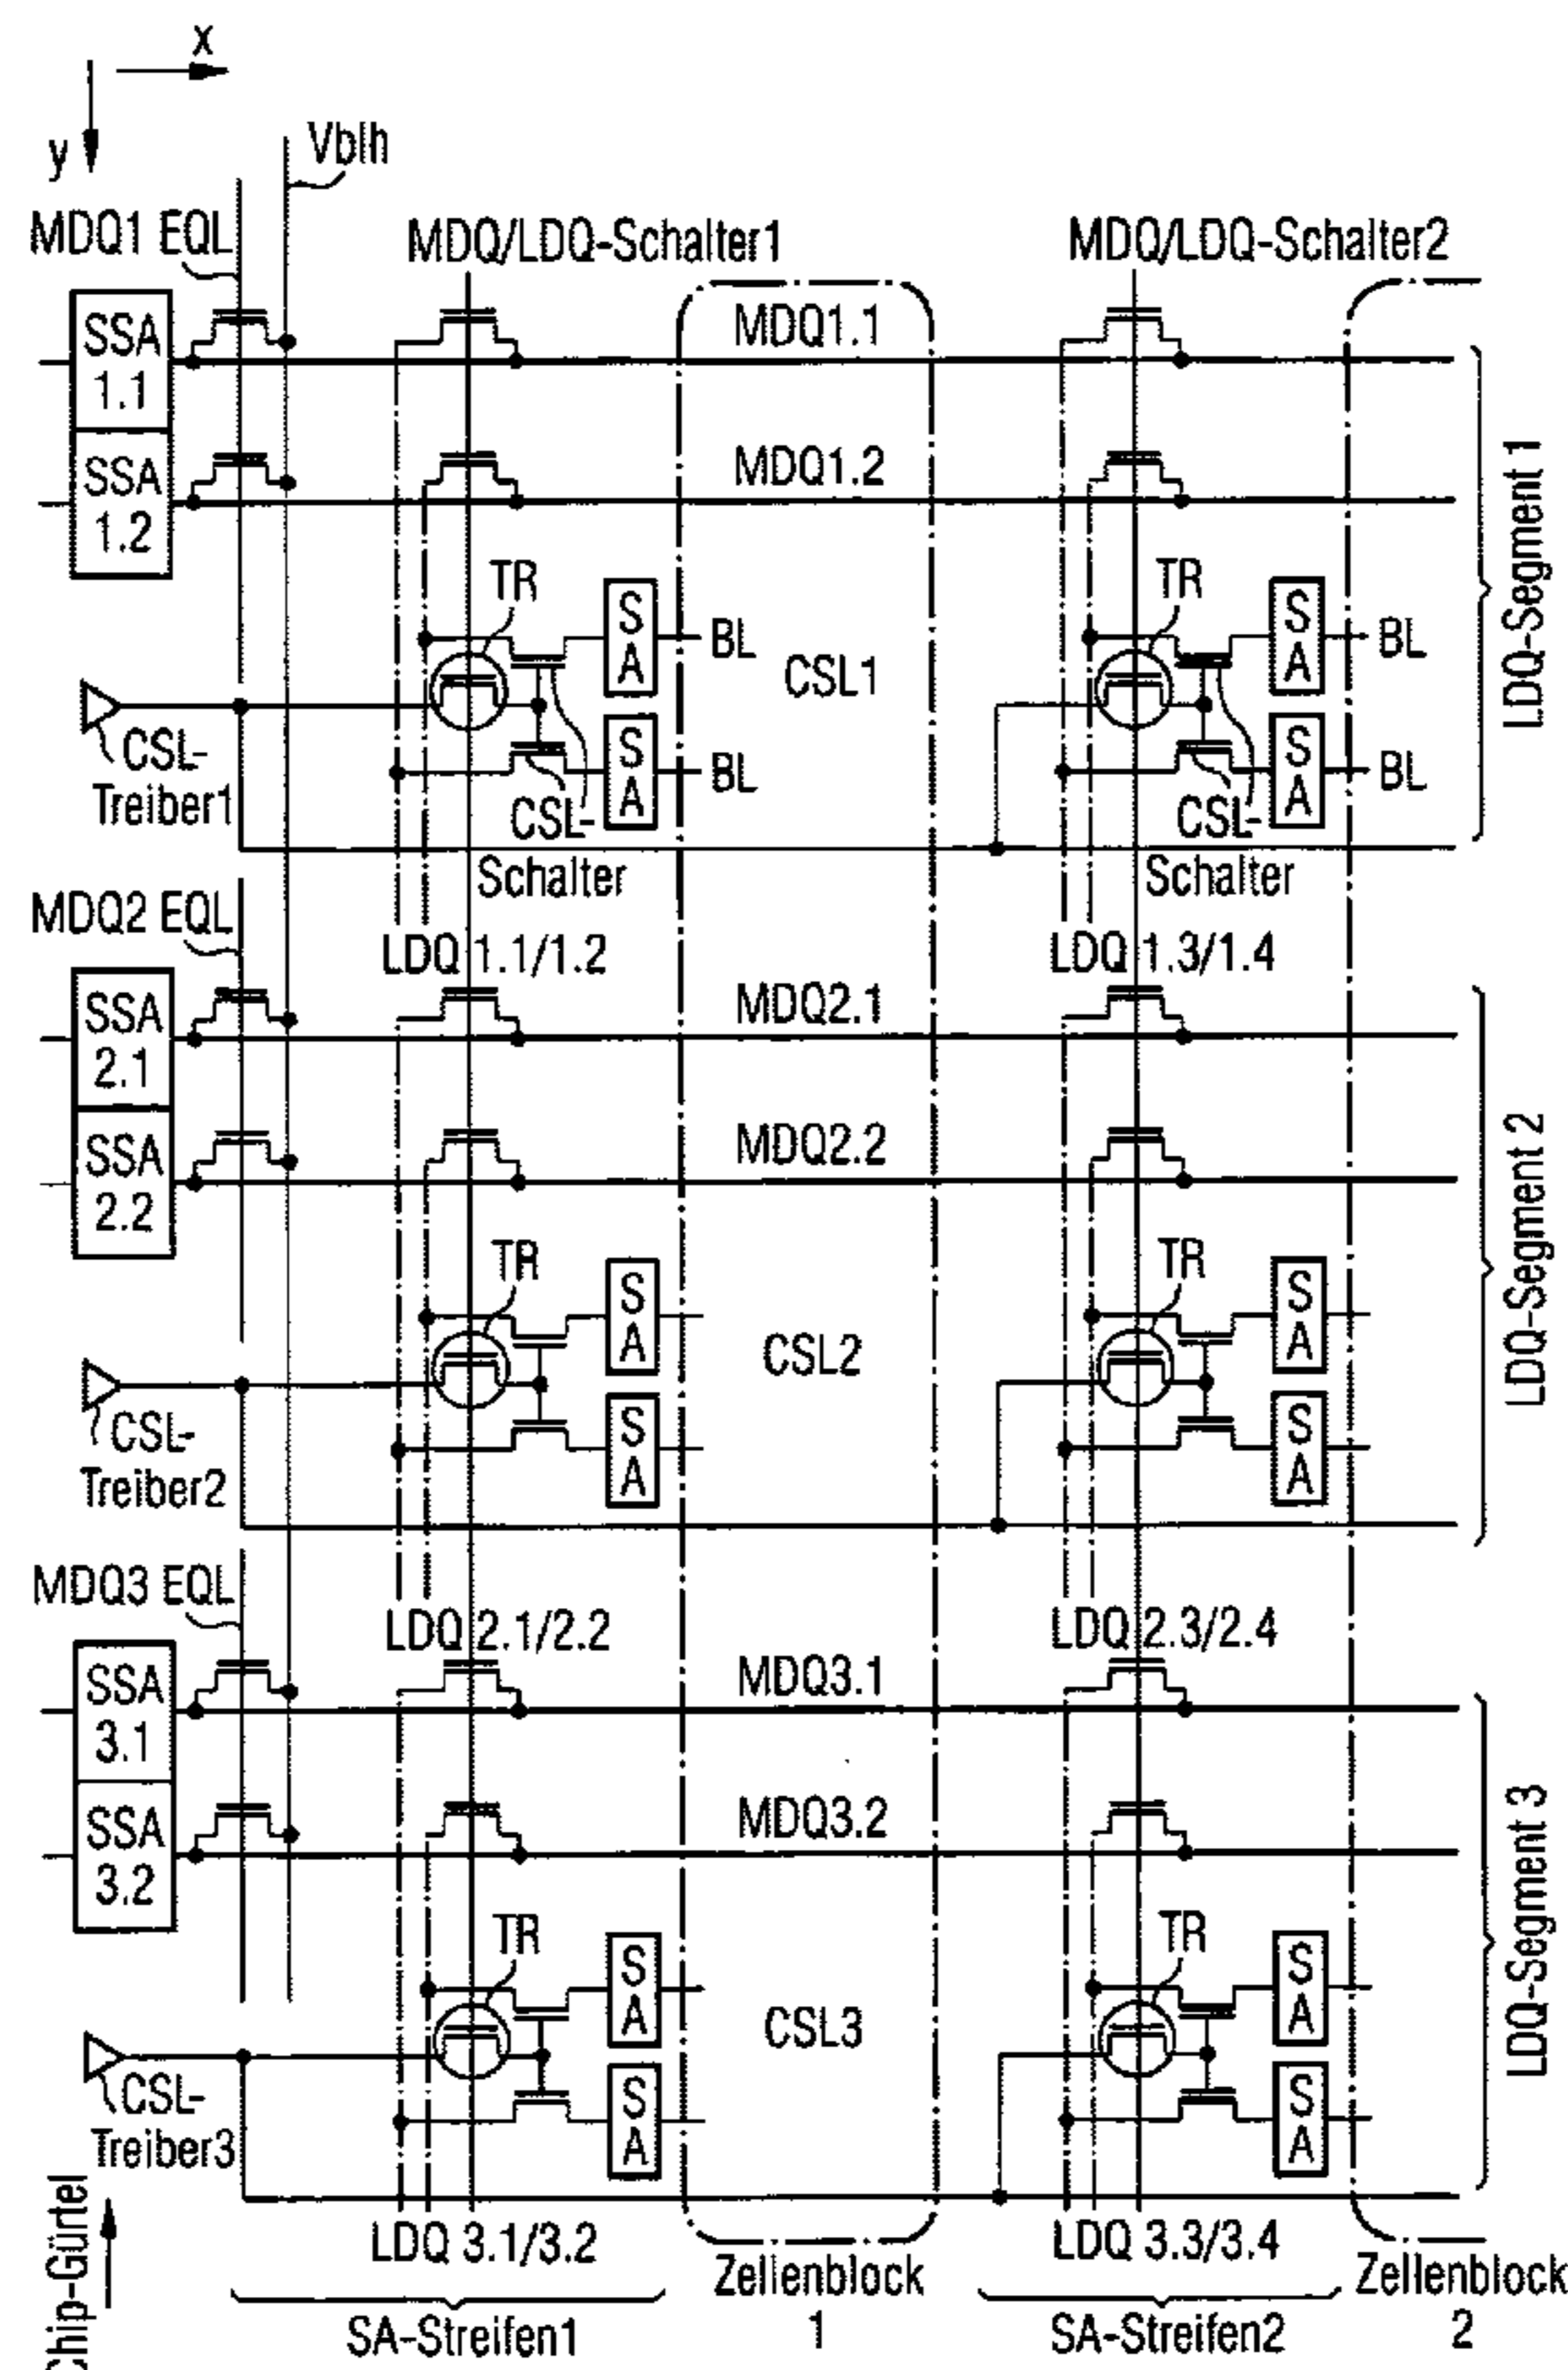 x
y
Vblh
MDQ1 EQL
MDQ/LDQ-Schalter1
MDQ/LDQ-Schalter2
SSA
1.1
MDQ1.1
SSA
1.2
MDQ1.2
TR
TR
S
A
BL
S
A
BL
CSL1
CSL-
Treiber1
S
A
BL
S
A
BL
CSL-
Schalter
CSL-
Schalter
LDQ-Segment 1
MDQ2 EQL
LDQ 1.1/1.2
LDQ 1.3/1.4
SSA
2.1
MDQ2.1
SSA
2.2
MDQ2.2
TR
TR
S
A
S
A
CSL2
CSL-
Treiber2
S
A
S
A
LDQ-Segment 2
MDQ3 EQL
LDQ 2.1/2.2
LDQ 2.3/2.4
SSA
3.1
MDQ3.1
SSA
3.2
MDQ3.2
TR
TR
S
A
S
A
CSL3
CSL-
Treiber3
S
A
S
A
LDQ-Segment 3
Chip-Gürtel
LDQ 3.1/3.2
LDQ 3.3/3.4
Zellenblock
1
Zellenblock
2
SA-Streifen1
SA-Streifen2